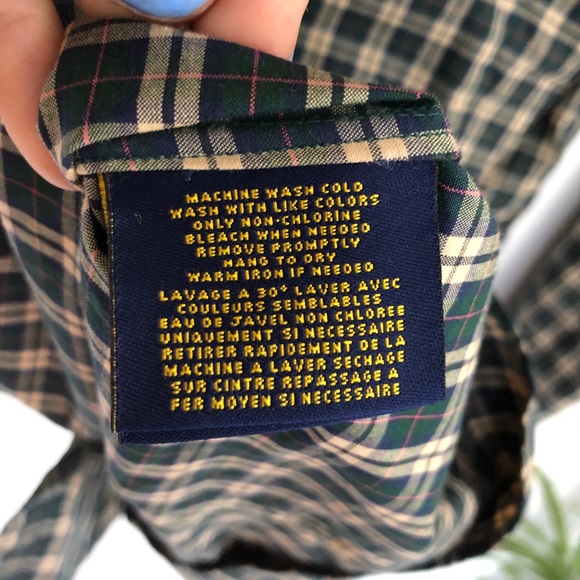 MACHINE WASH COLD
WASH WITH LIKE COLORS
ONLY NON-CHLORINE
BLEACH WHEN NEEDED
REMOVE PROMPTLY
HANG TO DRY
WARM IRON IF NEEDED
LAVAGE A 30° LAVER AVEC
COULEURS SEMBLABLES
EAU DE JAVEL NON CHLOREE
UNIQUEMENT SI NECESSAIRE
RETIRER RAPIDEMENT DE LA
MACHINE A LAVER SECHAGE
SUR CINTRE REPASSAGE A
FER MOYEN SI NECESSAIRE